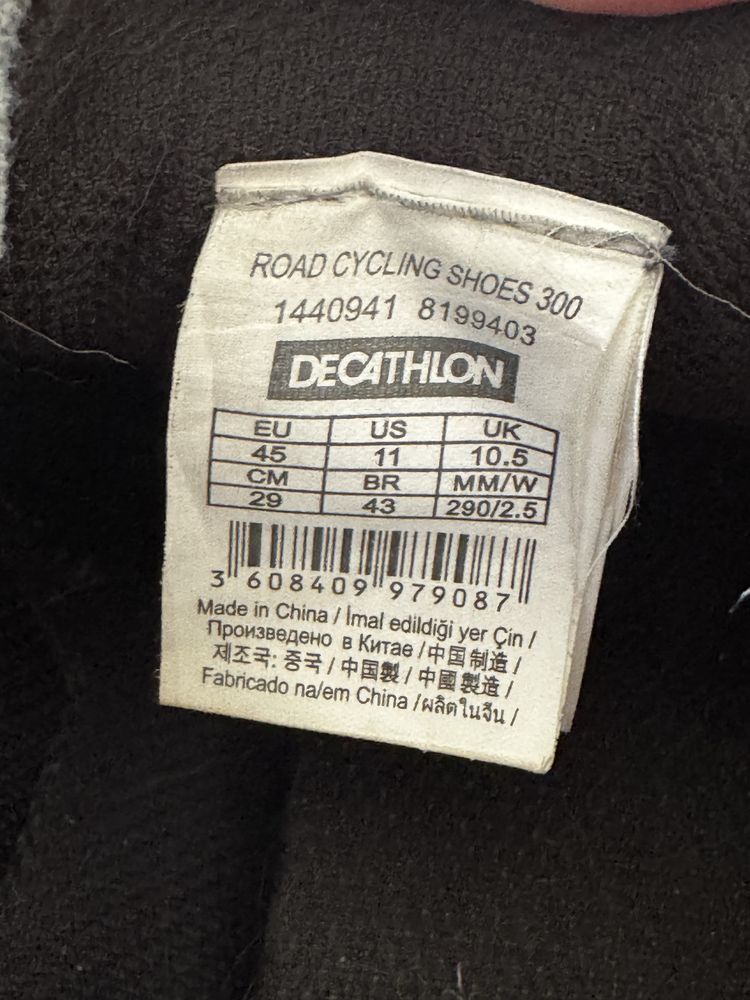 ROAD CYCLING SHOES 300
1440941 8199403
DECATHLON
EU US UK
45 11 10.5
CM BR MM/W
29 43 290/2.5
3 608409 979087
Made in China / İmal edildiği yer Çin /
Произведено в Китае /中国制造 /
제조국: 중국 / 中国製 / 中國製造 /
Fabricado na/em China /ผลิตในจีน /